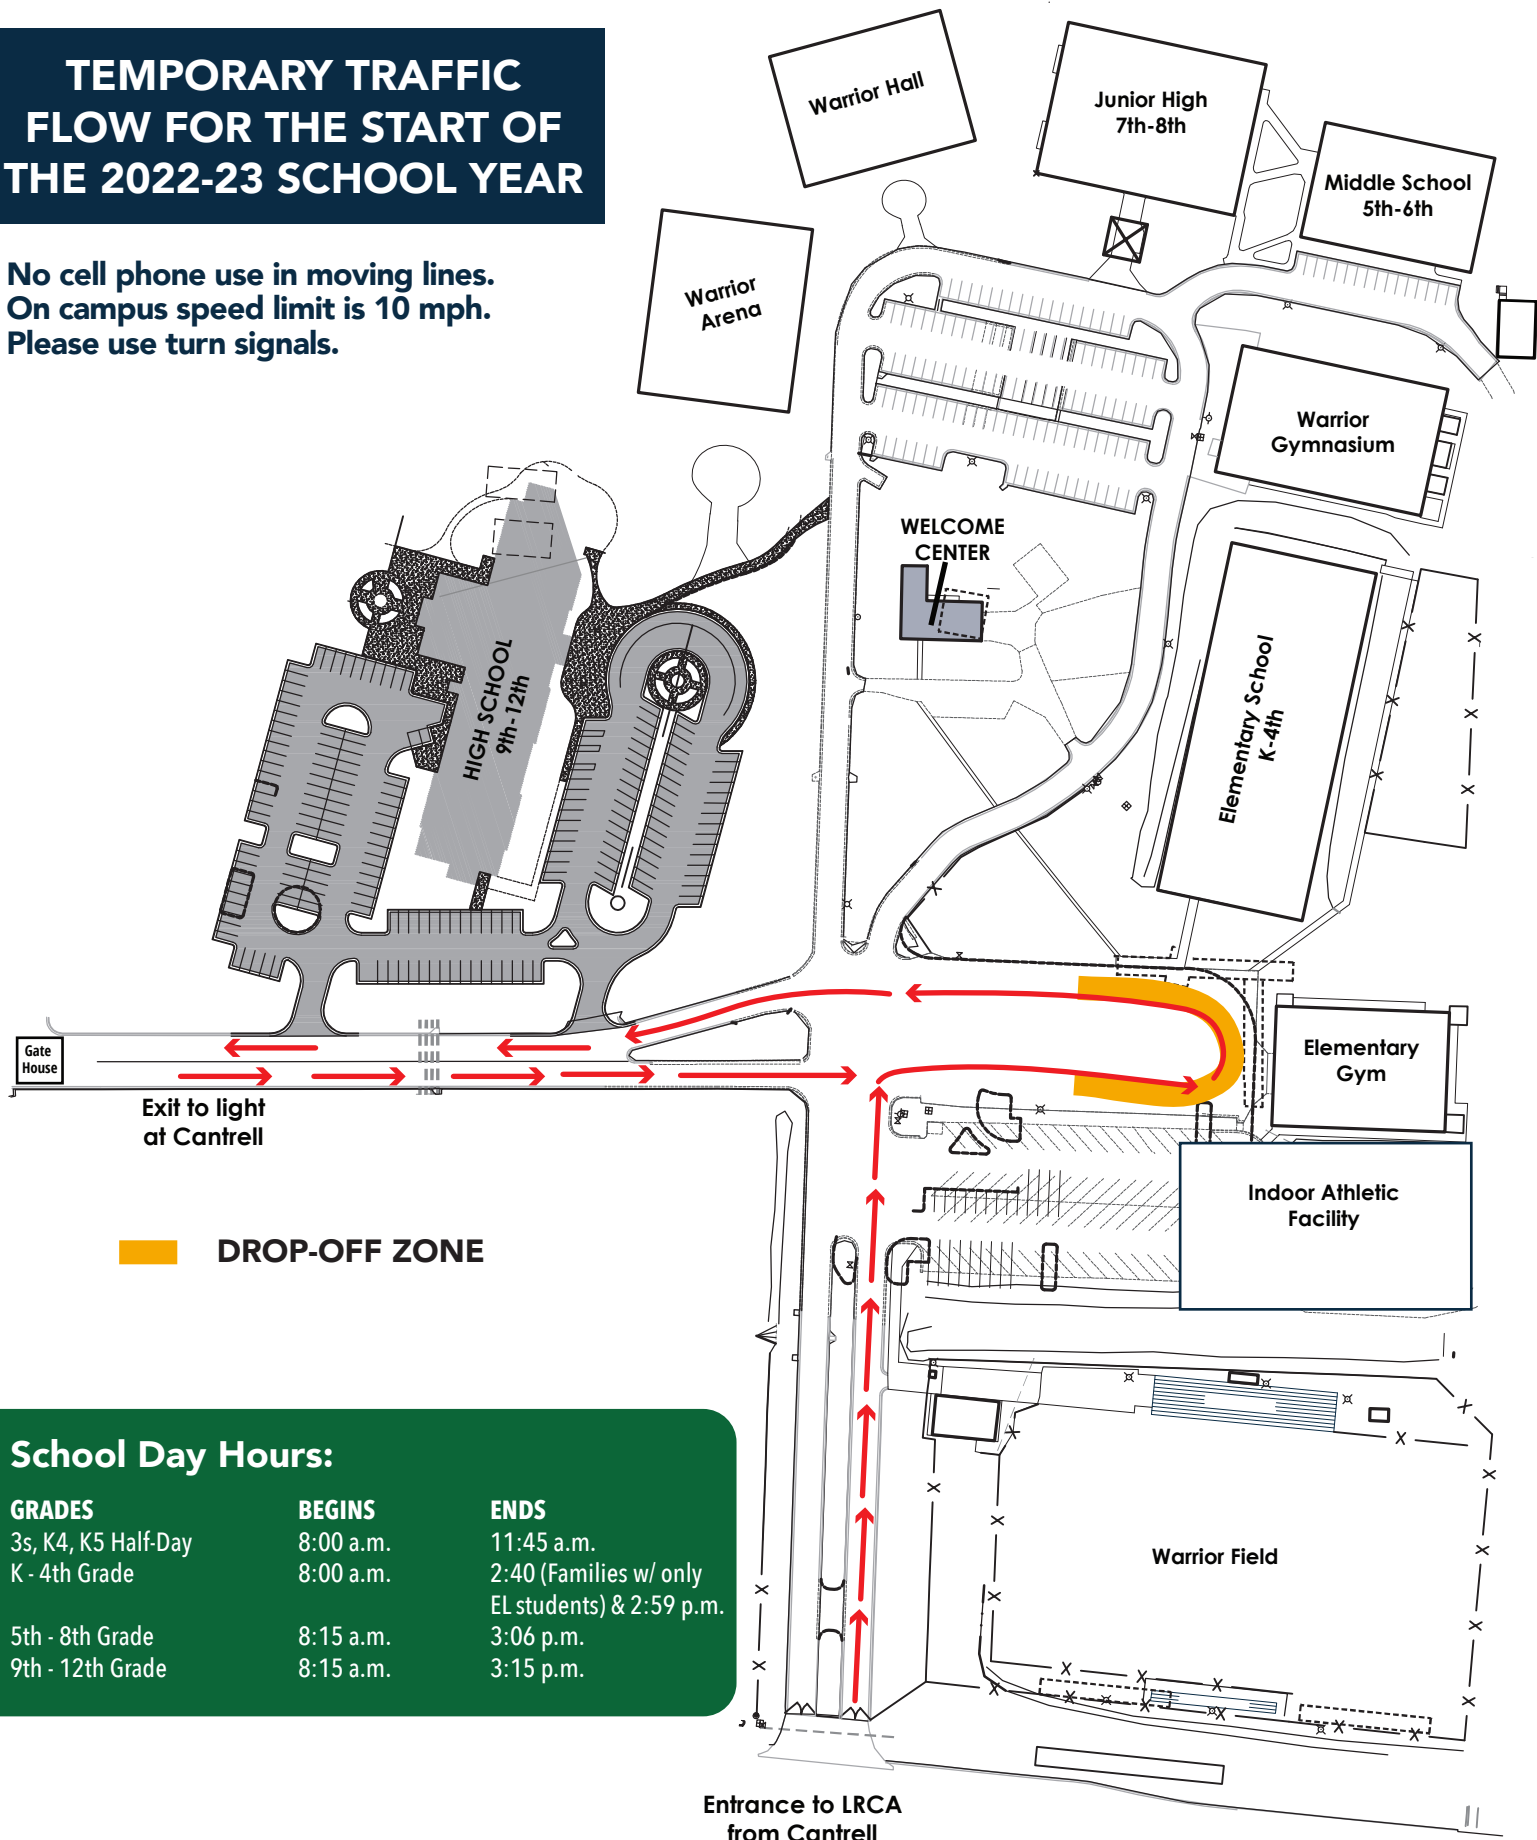 TEMPORARY TRAFFIC
FLOW FOR THE START OF
THE 2022-23 SCHOOL YEAR
No cell phone use in moving lines.
On campus speed limit is 10 mph.
Please use turn signals.
Warrior Hall
Junior High
7th-8th
Middle School
5th-6th
Warrior
Arena
Warrior
Gymnasium
WELCOME
CENTER
HIGH SCHOOL
9th-12th
Elementary School
K-4th
Gate
House
Elementary
Gym
Exit to light
at Cantrell
Indoor Athletic
Facility
DROP-OFF ZONE
School Day Hours:
GRADES BEGINS ENDS
3s, K4, K5 Half-Day 8:00 a.m. 11:45 a.m.
K - 4th Grade 8:00 a.m. 2:40 (Families w/ only
EL students) & 2:59 p.m.
5th - 8th Grade 8:15 a.m. 3:06 p.m.
9th - 12th Grade 8:15 a.m. 3:15 p.m.
Warrior Field
Entrance to LRCA
from Cantrell